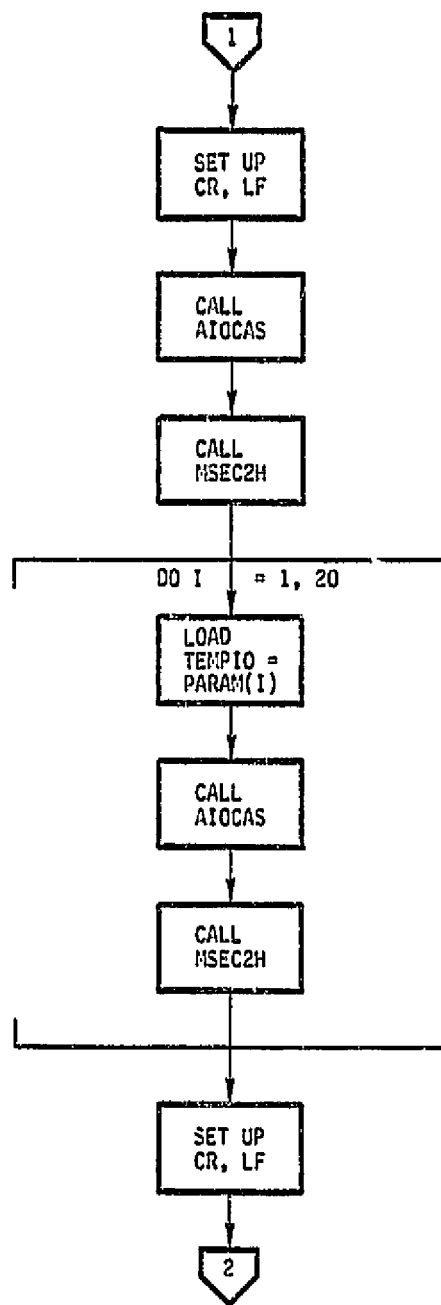 1
SET UP
CR, LF
CALL
AIOCAS
CALL
MSEC2H
DO I = 1, 20
LOAD
TEMPIO =
PARAM(I)
CALL
AIOCAS
CALL
MSEC2H
SET UP
CR, LF
2